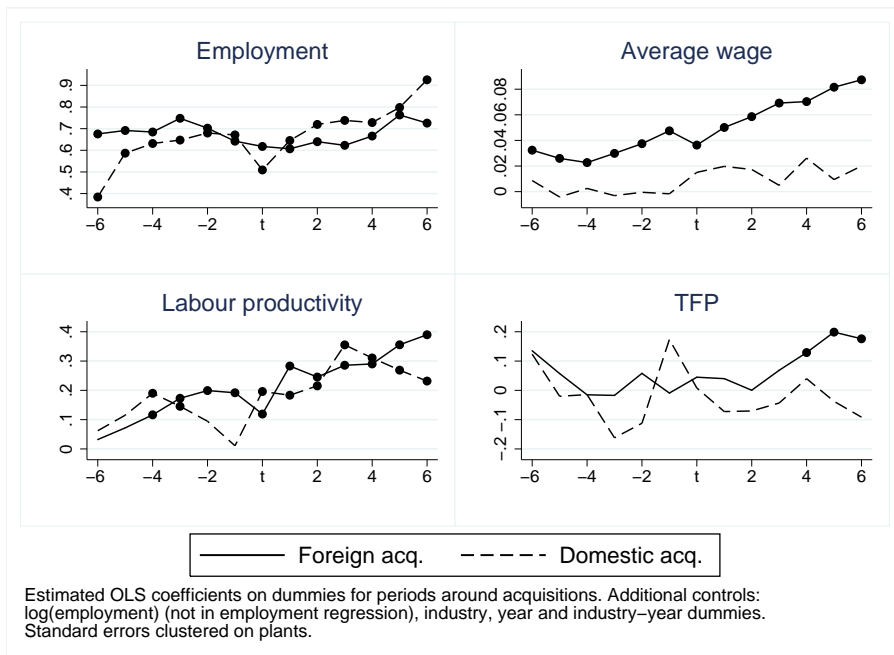 Employment
.4 .5 .6 .7 .8 .9
−6 −4 −2 t 2 4 6
Average wage
0 .02 .04 .06 .08
−6 −4 −2 t 2 4 6
Labour productivity
0 .1 .2 .3 .4
−6 −4 −2 t 2 4 6
TFP
−.2 −.1 0 .1 .2
−6 −4 −2 t 2 4 6
Foreign acq. Domestic acq.
Estimated OLS coefficients on dummies for periods around acquisitions. Additional controls:
log(employment) (not in employment regression), industry, year and industry−year dummies.
Standard errors clustered on plants.